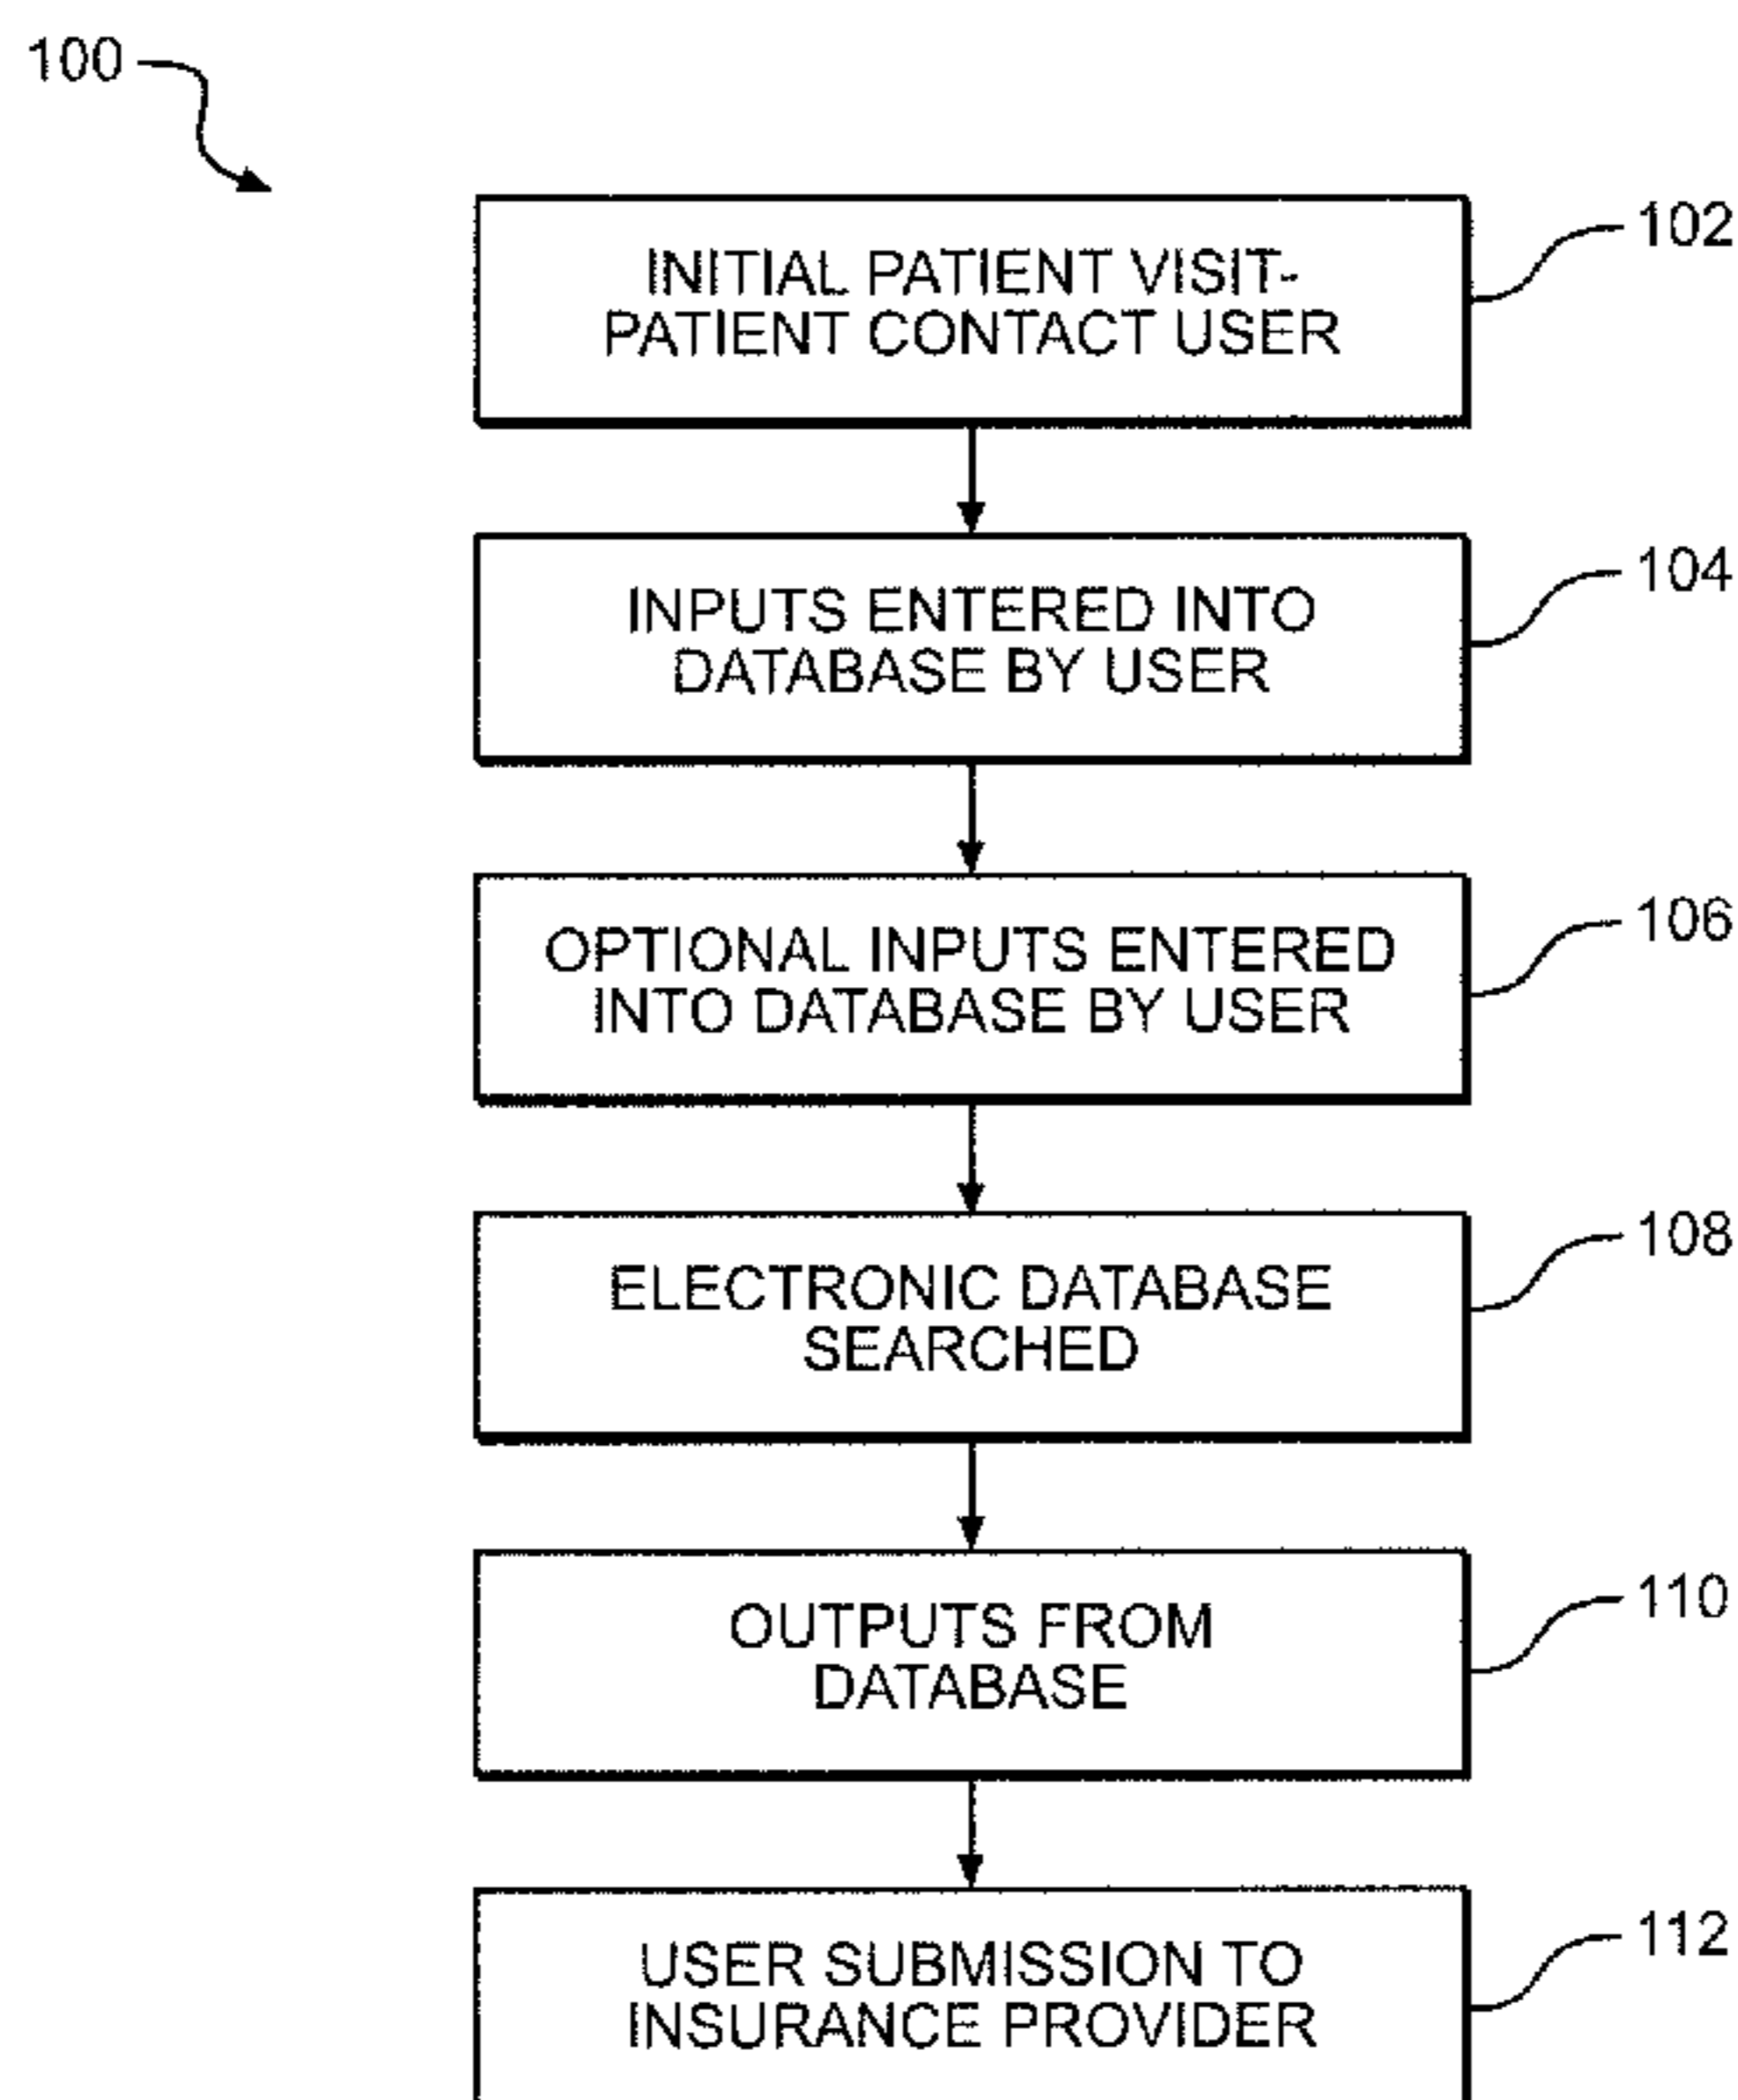 100
INITIAL PATIENT VISIT-
PATIENT CONTACT USER
102
INPUTS ENTERED INTO
DATABASE BY USER
104
OPTIONAL INPUTS ENTERED
INTO DATABASE BY USER
106
ELECTRONIC DATABASE
SEARCHED
108
OUTPUTS FROM
DATABASE
110
USER SUBMISSION TO
INSURANCE PROVIDER
112